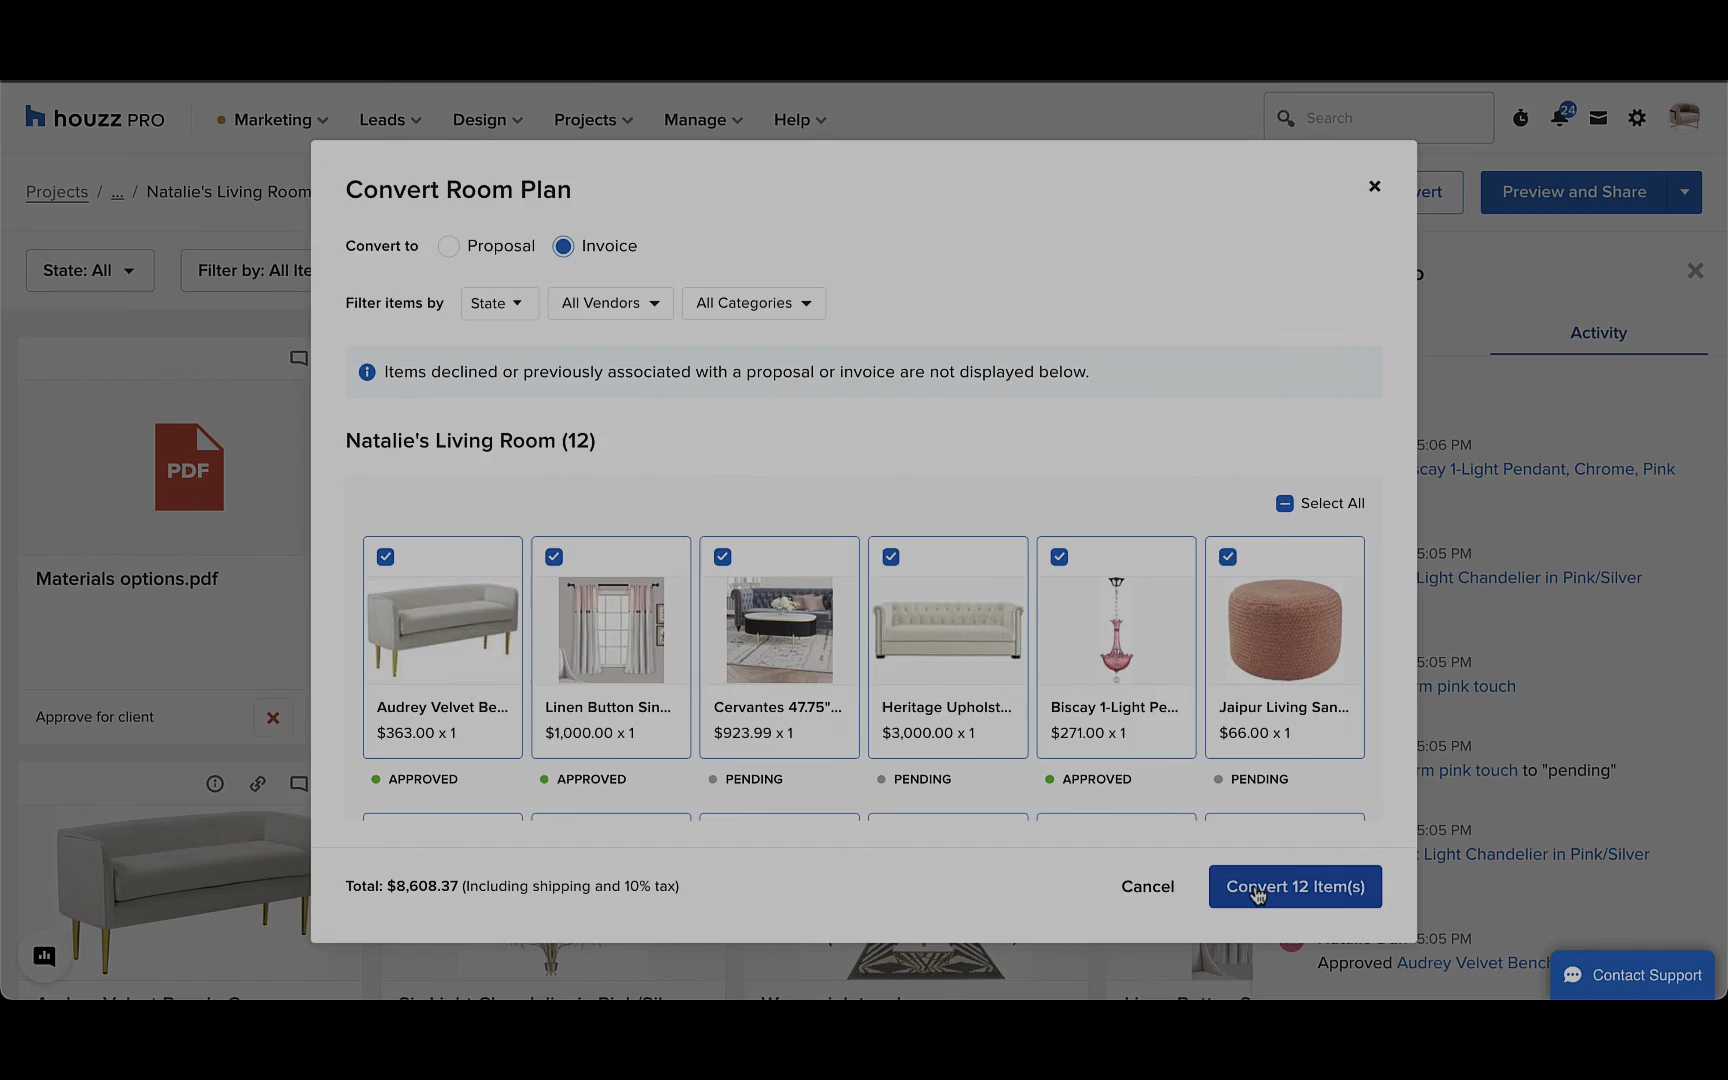 houzz PRO
Marketing
Leads
Design
Projects
Manage
Help
Search
24
Projects / ... / Natalie's Living Room
vert
Preview and Share
State: All
Filter by: All Ite
Convert Room Plan
Convert to
Proposal
Invoice
Filter items by
State
All Vendors
All Categories
Items declined or previously associated with a proposal or invoice are not displayed below.
Natalie's Living Room (12)
Select All
Audrey Velvet Be...
$363.00 x 1
APPROVED
Linen Button Sin...
$1,000.00 x 1
APPROVED
Cervantes 47.75"...
$923.99 x 1
PENDING
Heritage Upholst...
$3,000.00 x 1
PENDING
Biscay 1-Light Pe...
$271.00 x 1
APPROVED
Jaipur Living San...
$66.00 x 1
PENDING
Total: $8,608.37 (Including shipping and 10% tax)
Cancel
Convert 12 Item(s)
PDF
Materials options.pdf
Approve for client
Activity
5:06 PM
scay 1-Light Pendant, Chrome, Pink
5:05 PM
Light Chandelier in Pink/Silver
5:05 PM
rm pink touch
5:05 PM
rm pink touch to "pending"
5:05 PM
Light Chandelier in Pink/Silver
5:05 PM
Approved Audrey Velvet Bench
Contact Support